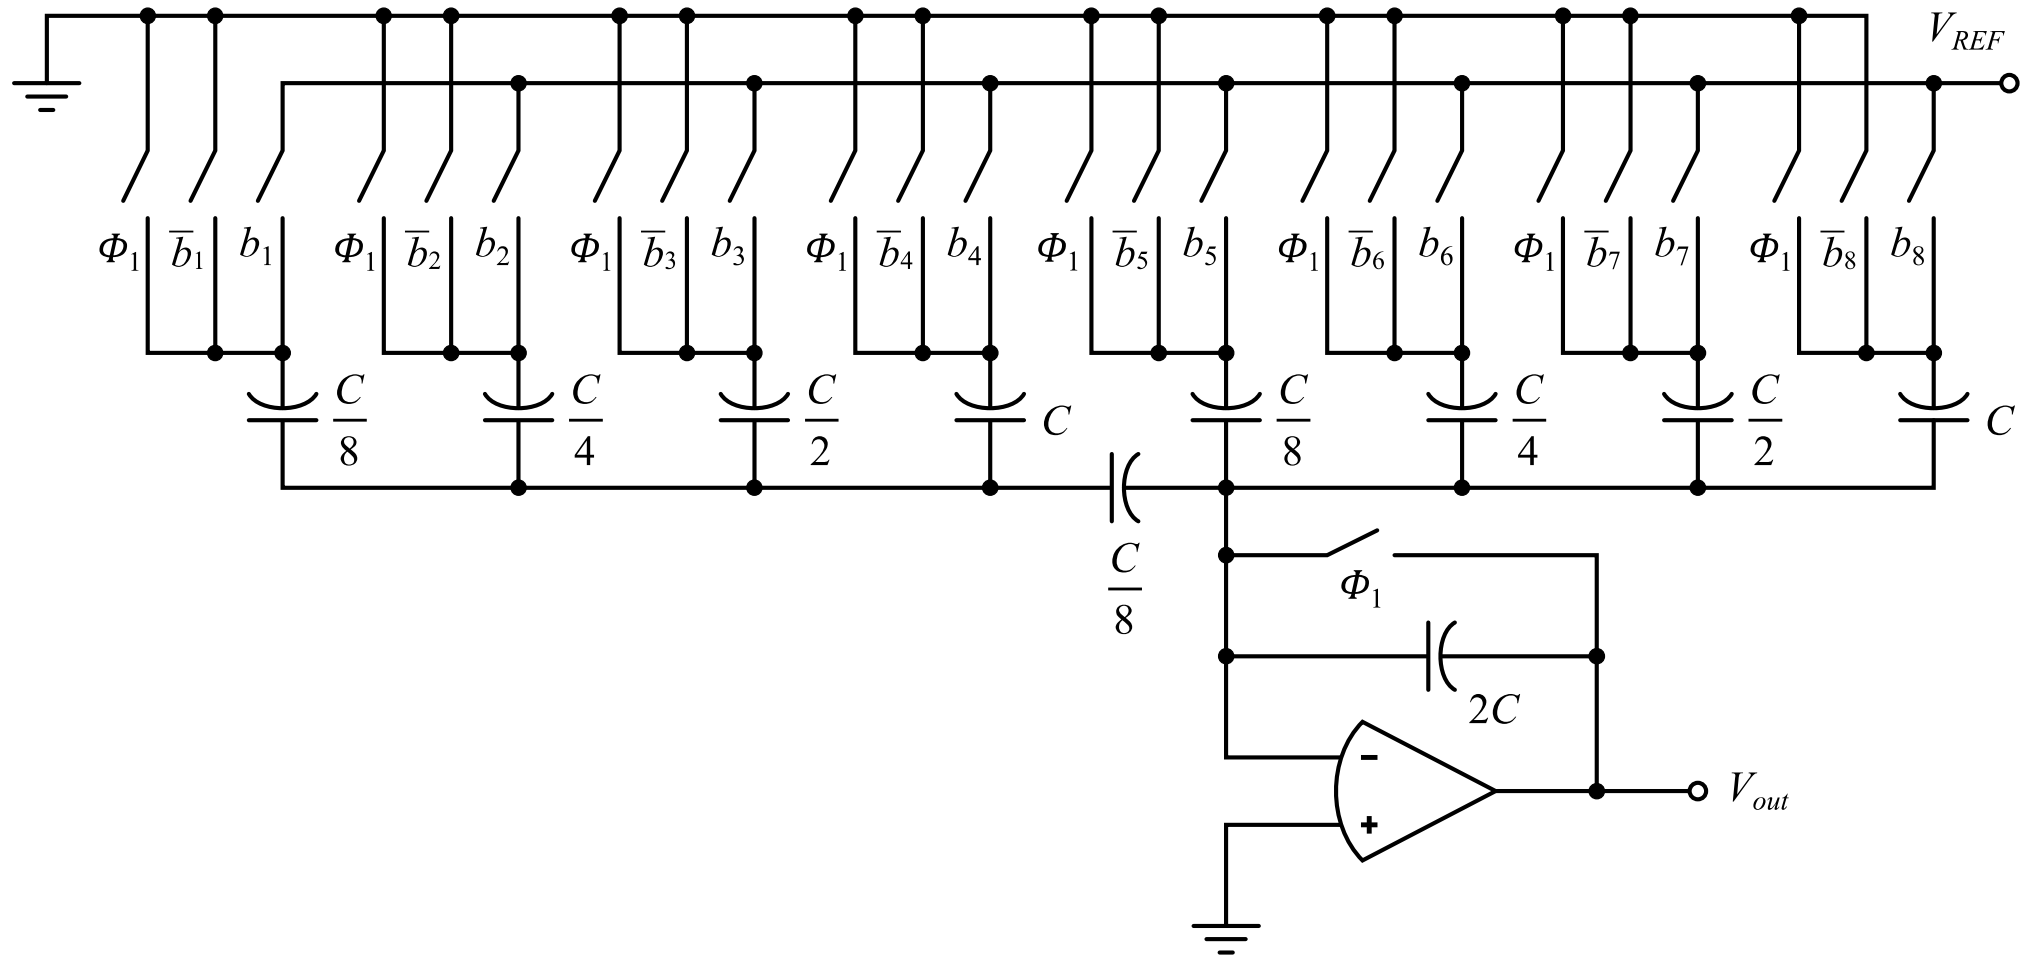 V_REF
Φ₁ b̅₁ b₁ Φ₁ b̅₂ b₂ Φ₁ b̅₃ b₃ Φ₁ b̅₄ b₄ Φ₁ b̅₅ b₅ Φ₁ b̅₆ b₆ Φ₁ b̅₇ b₇ Φ₁ b̅₈ b₈
C/8 C/4 C/2 C C/8 C/4 C/2 C
C/8
Φ₁
2C
-
V_out
+